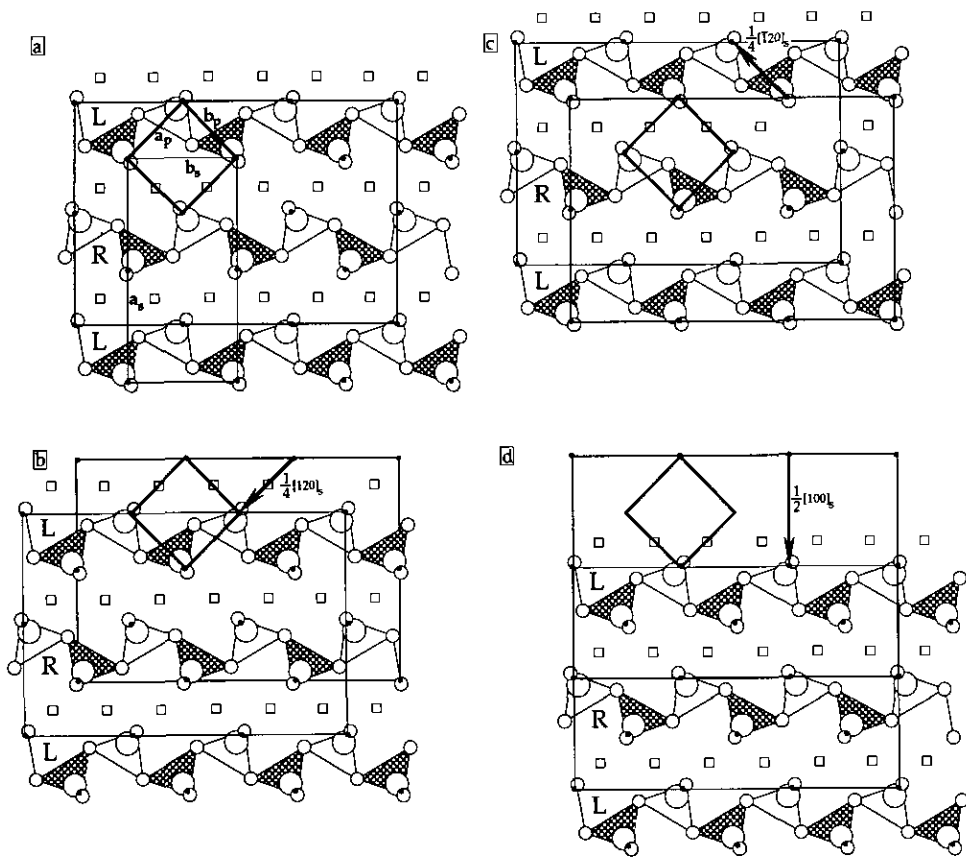 a
L
b_p
a_p
b_s
R
a_s
L
c
L
1/4[1̄20]_s
R
L
b
1/4[120]_s
L
R
L
d
1/2[100]_s
L
R
L